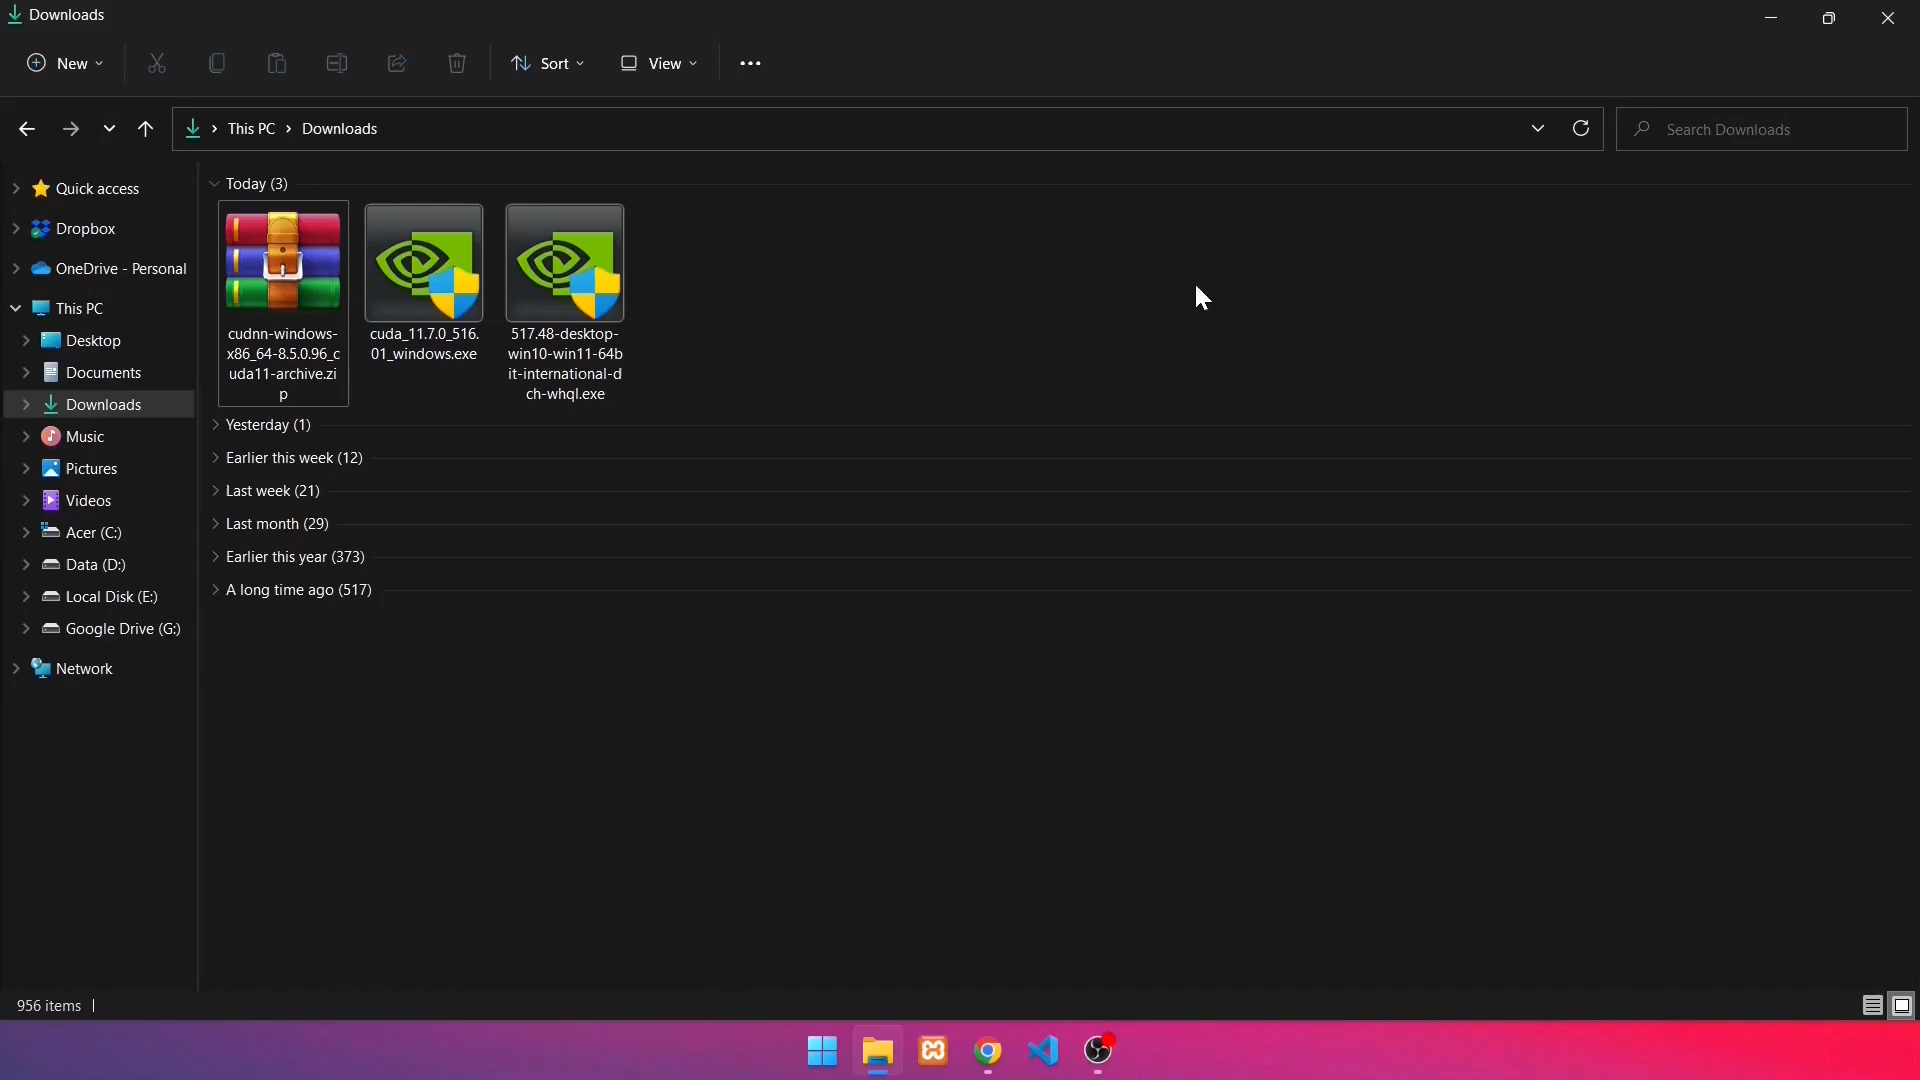 Downloads
New
Sort
View
This PC
Downloads
Search Downloads
Quick access
Dropbox
OneDrive - Personal
This PC
Desktop
Documents
Downloads
Music
Pictures
Videos
Acer (C:)
Data (D:)
Local Disk (E:)
Google Drive (G:)
Network
Today (3)
cudnn-windows-
x86_64-8.5.0.96_c
uda11-archive.zi
p
cuda_11.7.0_516.
01_windows.exe
517.48-desktop-
win10-win11-64b
it-international-d
ch-whql.exe
Yesterday (1)
Earlier this week (12)
Last week (21)
Last month (29)
Earlier this year (373)
A long time ago (517)
956 items